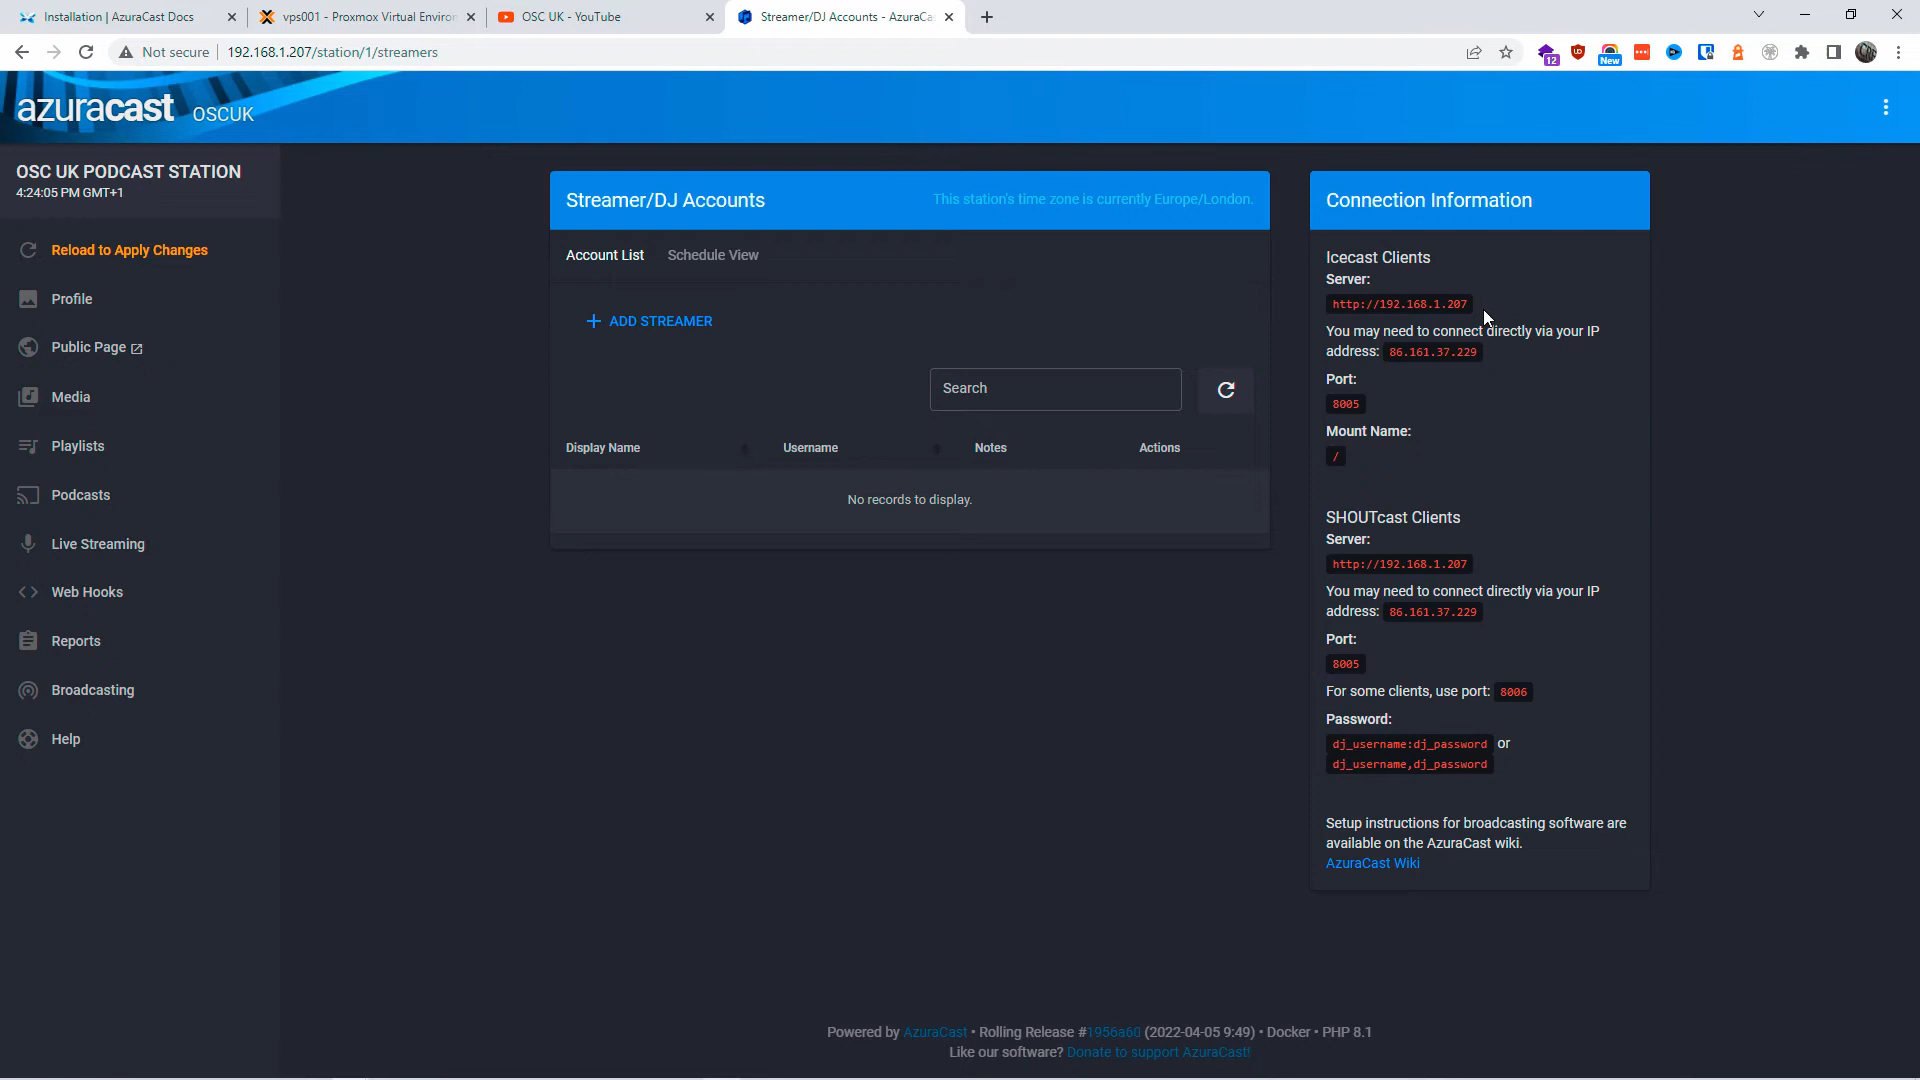 Installation | AzuraCast Docs
vps001 - Proxmox Virtual Environ
OSC UK - YouTube
Streamer/DJ Accounts - AzuraCa
Not secure
192.168.1.207/station/1/streamers
12
New
azuracast OSCUK
OSC UK PODCAST STATION
4:24:05 PM GMT+1
Reload to Apply Changes
Profile
Public Page
Media
Playlists
Podcasts
Live Streaming
Web Hooks
Reports
Broadcasting
Help
Streamer/DJ Accounts
This station's time zone is currently Europe/London.
Account List
Schedule View
ADD STREAMER
Search
Display Name
Username
Notes
Actions
No records to display.
Connection Information
Icecast Clients
Server:
http://192.168.1.207
You may need to connect directly via your IP
address: 86.161.37.229
Port:
8005
Mount Name:
/
SHOUTcast Clients
Server:
http://192.168.1.207
You may need to connect directly via your IP
address: 86.161.37.229
Port:
8005
For some clients, use port: 8006
Password:
dj_username:dj_password or
dj_username,dj_password
Setup instructions for broadcasting software are
available on the AzuraCast wiki.
AzuraCast Wiki
Powered by AzuraCast • Rolling Release #1956a60 (2022-04-05 9:49) • Docker • PHP 8.1
Like our software? Donate to support AzuraCast!